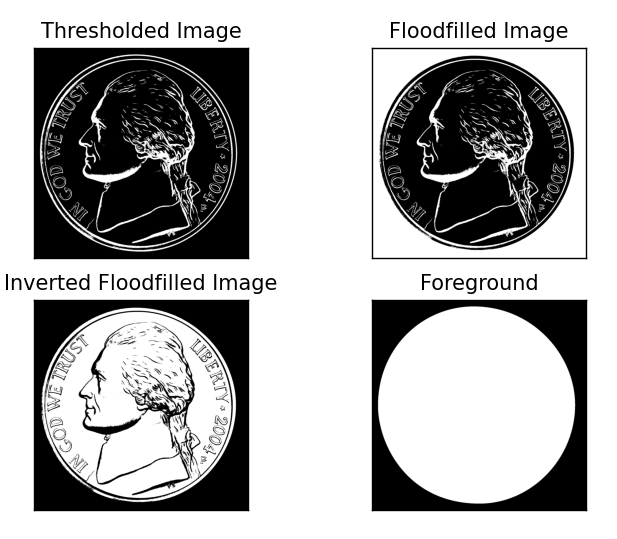 Thresholded Image
IN GOD WE TRUST
LIBERTY * 2004
Floodfilled Image
IN GOD WE TRUST
LIBERTY * 2004
Inverted Floodfilled Image
IN GOD WE TRUST
LIBERTY * 2004
Foreground